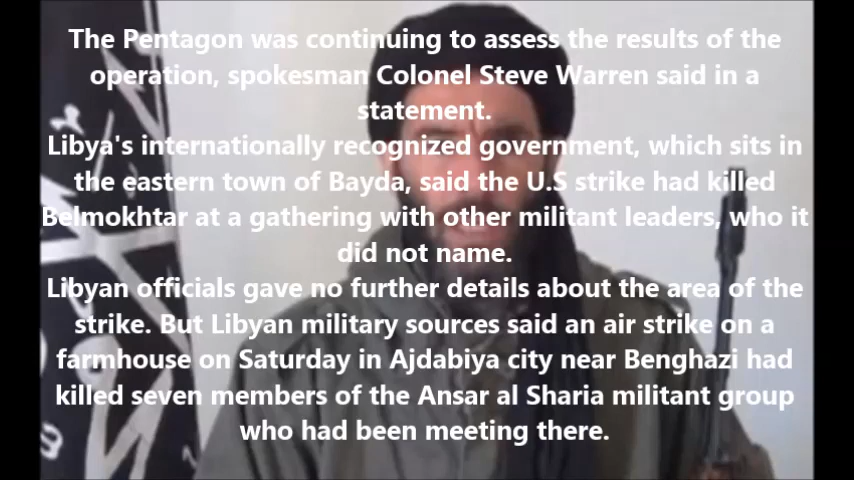 The Pentagon was continuing to assess the results of the
operation, spokesman Colonel Steve Warren said in a
statement.
Libya's internationally recognized government, which sits in
the eastern town of Bayda, said the U.S strike had killed
Belmokhtar at a gathering with other militant leaders, who it
did not name.
Libyan officials gave no further details about the area of the
strike. But Libyan military sources said an air strike on a
farmhouse on Saturday in Ajdabiya city near Benghazi had
killed seven members of the Ansar al Sharia militant group
who had been meeting there.